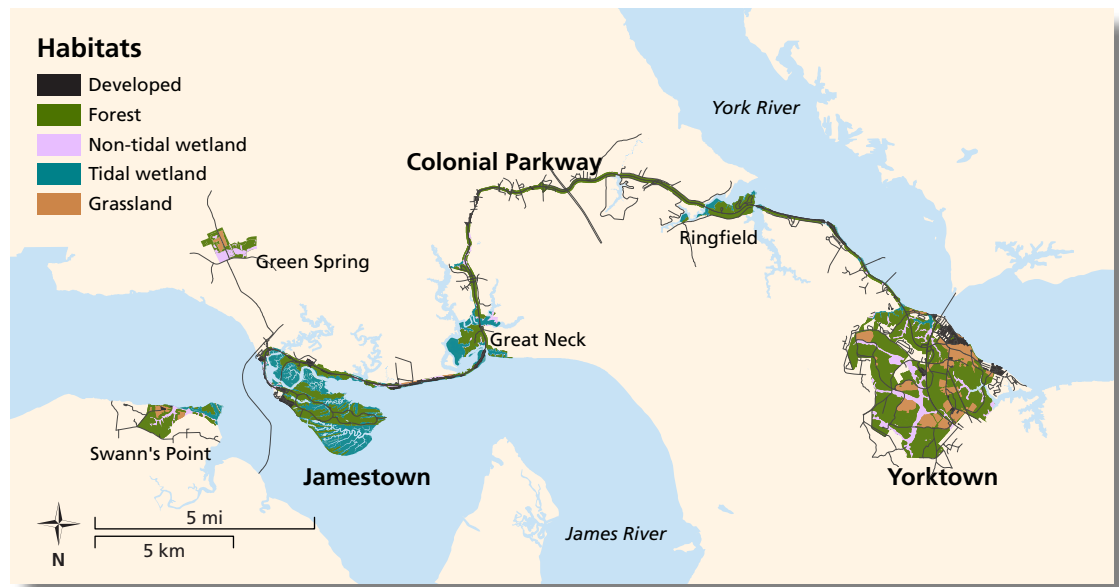 Habitats
Developed
Forest
Non-tidal wetland
Tidal wetland
Grassland
York River
Colonial Parkway
Ringfield
Green Spring
Great Neck
Swann's Point
Jamestown
Yorktown
5 mi
5 km
N
James River